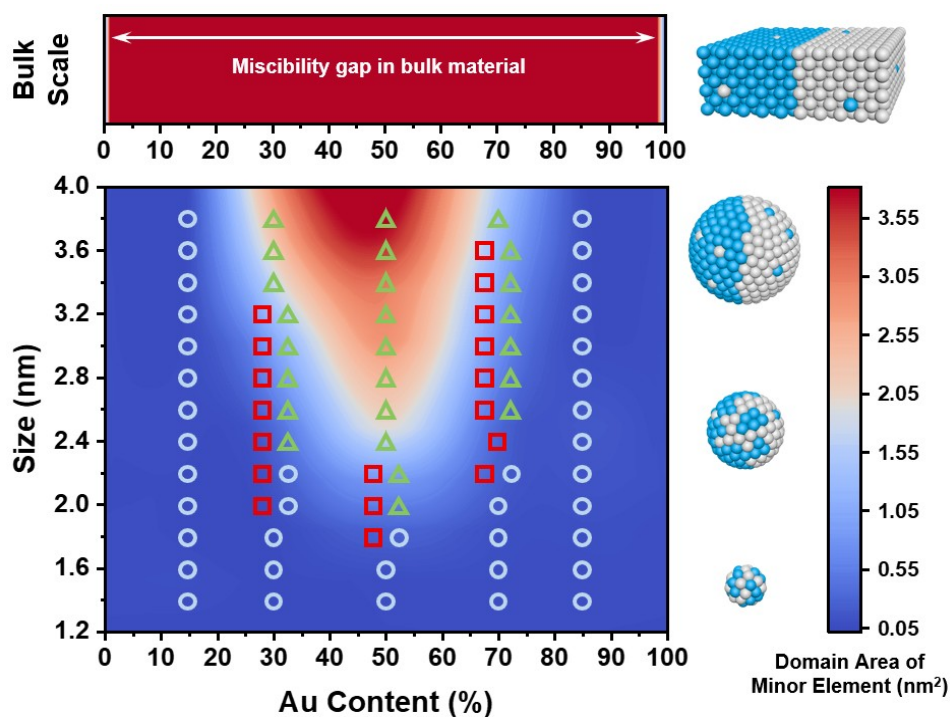 Bulk
Scale
Miscibility gap in bulk material
0 10 20 30 40 50 60 70 80 90 100
Size (nm)
4.0
3.6
3.2
2.8
2.4
2.0
1.6
1.2
0 10 20 30 40 50 60 70 80 90 100
Au Content (%)
3.55
3.05
2.55
2.05
1.55
1.05
0.55
0.05
Domain Area of
Minor Element (nm²)